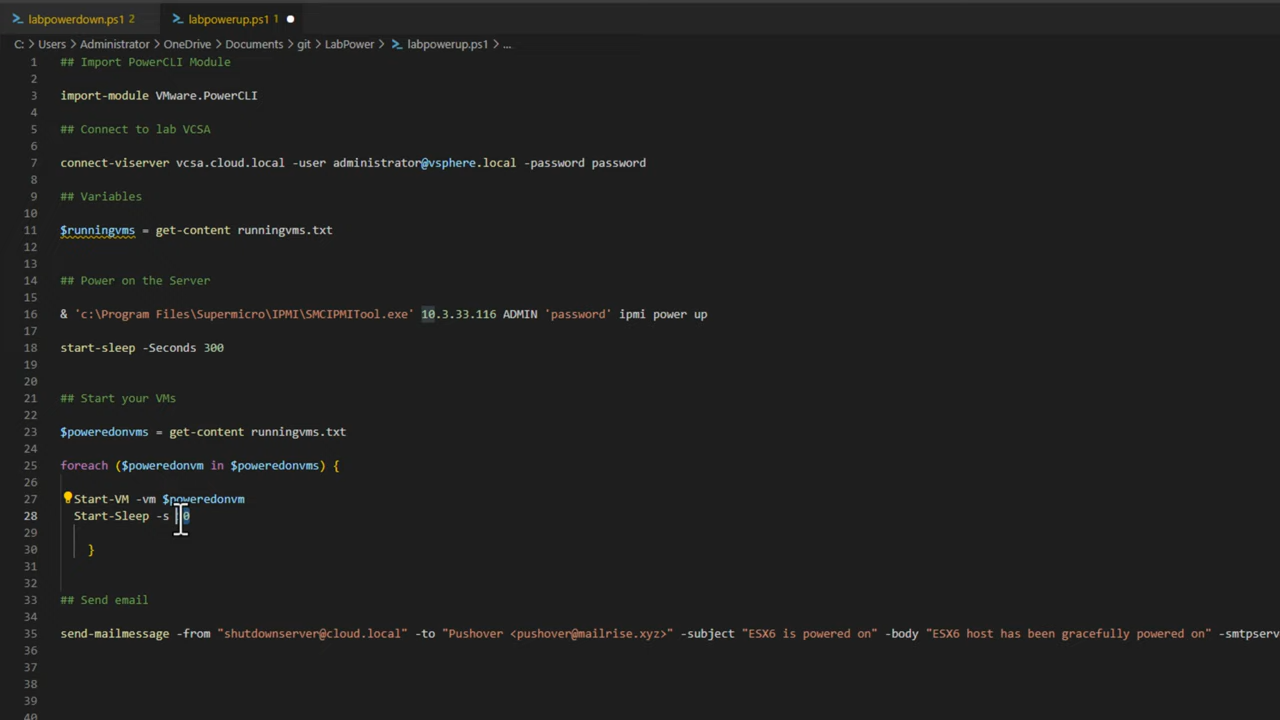 labpowerdown.ps1 2
labpowerup.ps1 1
C: > Users > Administrator > OneDrive > Documents > git > LabPower > labpowerup.ps1 > ...
1 ## Import PowerCLI Module
2
3 import-module VMware.PowerCLI
4
5 ## Connect to lab VCSA
6
7 connect-viserver vcsa.cloud.local -user administrator@vsphere.local -password password
8
9 ## Variables
10
11 $runningvms = get-content runningvms.txt
12
13
14 ## Power on the Server
15
16 & 'c:\Program Files\Supermicro\IPMI\SMCIPMITool.exe' 10.3.33.116 ADMIN 'password' ipmi power up
17
18 start-sleep -Seconds 300
19
20
21 ## Start your VMs
22
23 $poweredonvms = get-content runningvms.txt
24
25 foreach ($poweredonvm in $poweredonvms) {
26
27 Start-VM -vm $poweredonvm
28 Start-Sleep -s
29
30 }
31
32
33 ## Send email
34
35 send-mailmessage -from "shutdownserver@cloud.local" -to "Pushover <pushover@mailrise.xyz>" -subject "ESX6 is powered on" -body "ESX6 host has been gracefully powered on" -smtpserv
36
37
38
39
40